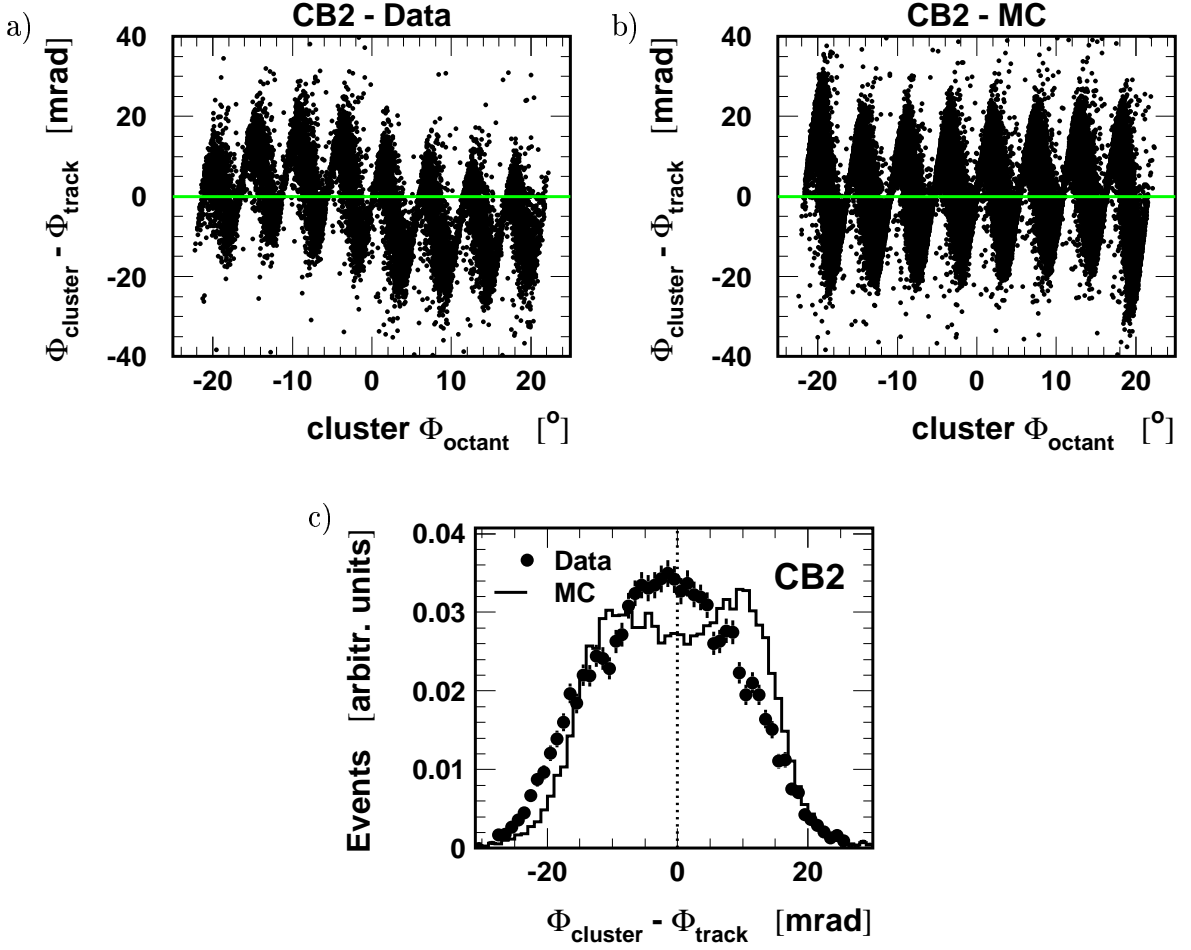 a)
CB2 - Data
Φcluster - Φtrack [mrad]
40
20
0
-20
-40
-20 -10 0 10 20
cluster Φoctant [°]
b)
CB2 - MC
Φcluster - Φtrack [mrad]
40
20
0
-20
-40
-20 -10 0 10 20
cluster Φoctant [°]
c)
Events [arbitr. units]
0.04
0.03
0.02
0.01
0
Data
MC
CB2
-20 0 20
Φcluster - Φtrack [mrad]